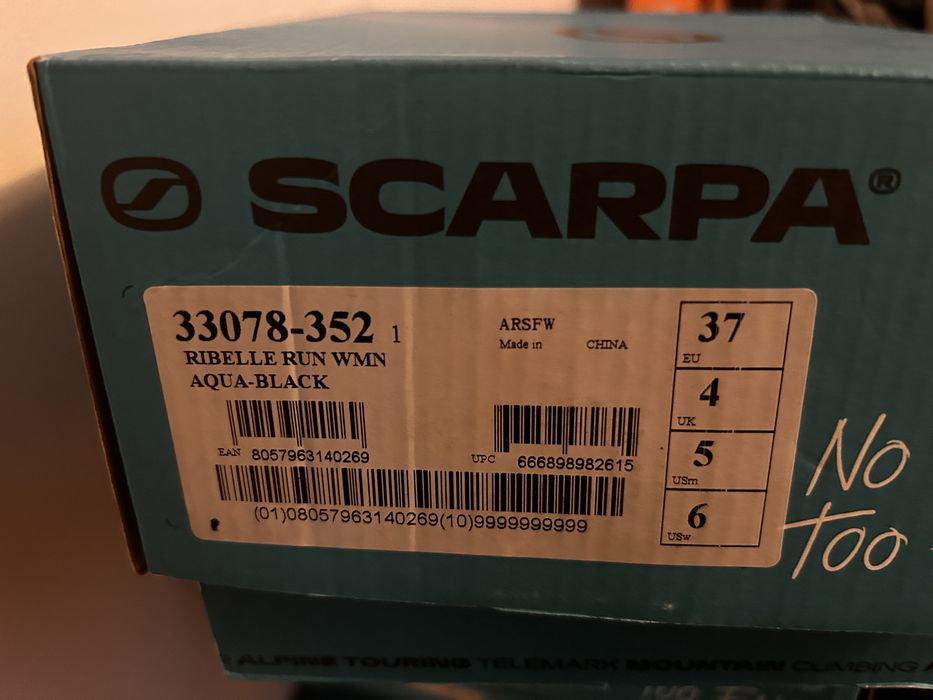 SCARPA®
33078-352 1
RIBELLE RUN WMN
AQUA-BLACK
EAN 8057963140269
(01)08057963140269(10)9999999999
ARSFW
Made in CHINA
UPC 666898982615
37
EU
4
UK
5
USm
6
USw
No
Too
ALPINE TOURING TELEMARK MOUNTAIN CLIMBING